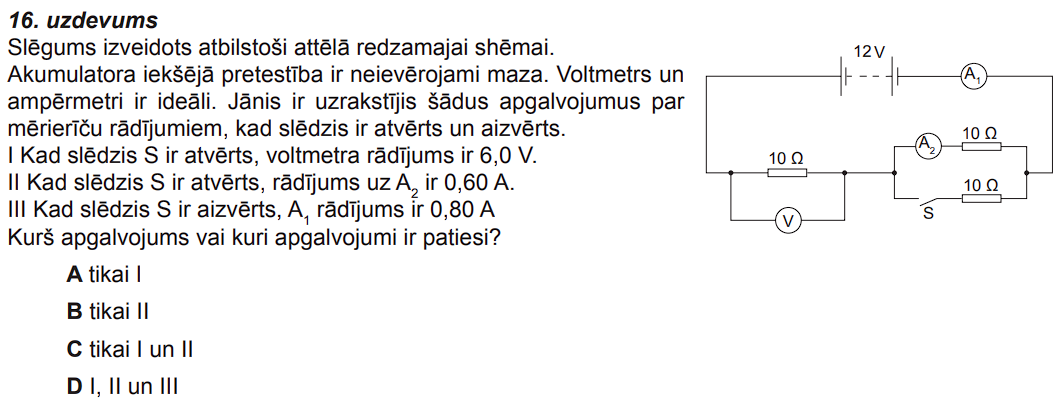 16. uzdevums
Slēgums izveidots atbilstoši attēlā redzamajai shēmai.
Akumulatora iekšējā pretestība ir neievērojami maza. Voltmetrs un
ampērmetri ir ideāli. Jānis ir uzrakstījis šādus apgalvojumus par
mērierīču rādījumiem, kad slēdzis ir atvērts un aizvērts.
I Kad slēdzis S ir atvērts, voltmetra rādījums ir 6,0 V.
II Kad slēdzis S ir atvērts, rādījums uz A₂ ir 0,60 A.
III Kad slēdzis S ir aizvērts, A₁ rādījums ir 0,80 A
Kurš apgalvojums vai kuri apgalvojumi ir patiesi?
A tikai I
B tikai II
C tikai I un II
D I, II un III
12 V
A₁
A₂
10 Ω
10 Ω
10 Ω
S
V